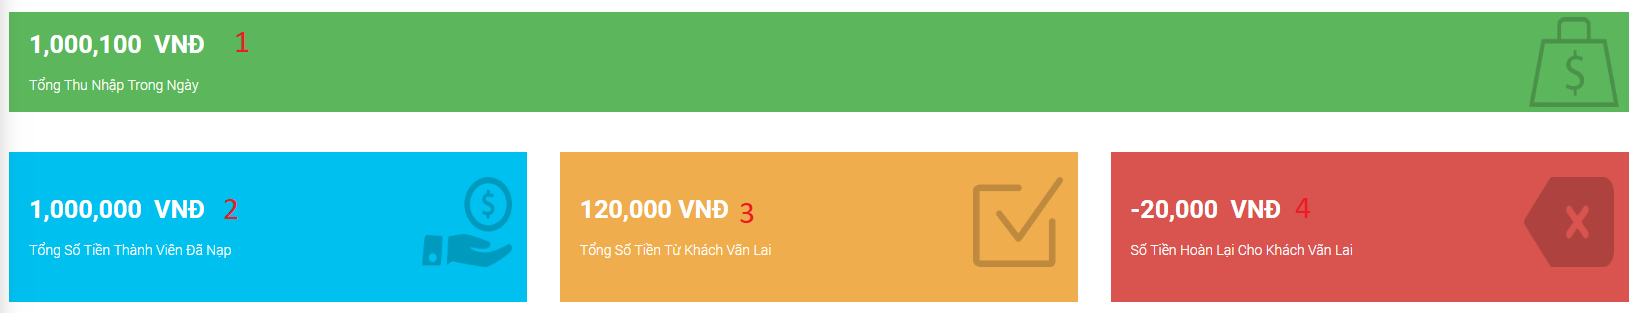 1,000,100 VNĐ 1
Tổng Thu Nhập Trong Ngày
$
1,000,000 VNĐ 2
Tổng Số Tiền Thành Viên Đã Nạp
$
120,000 VNĐ 3
Tổng Số Tiền Từ Khách Vãn Lai
-20,000 VNĐ 4
Số Tiền Hoàn Lại Cho Khách Vãn Lai